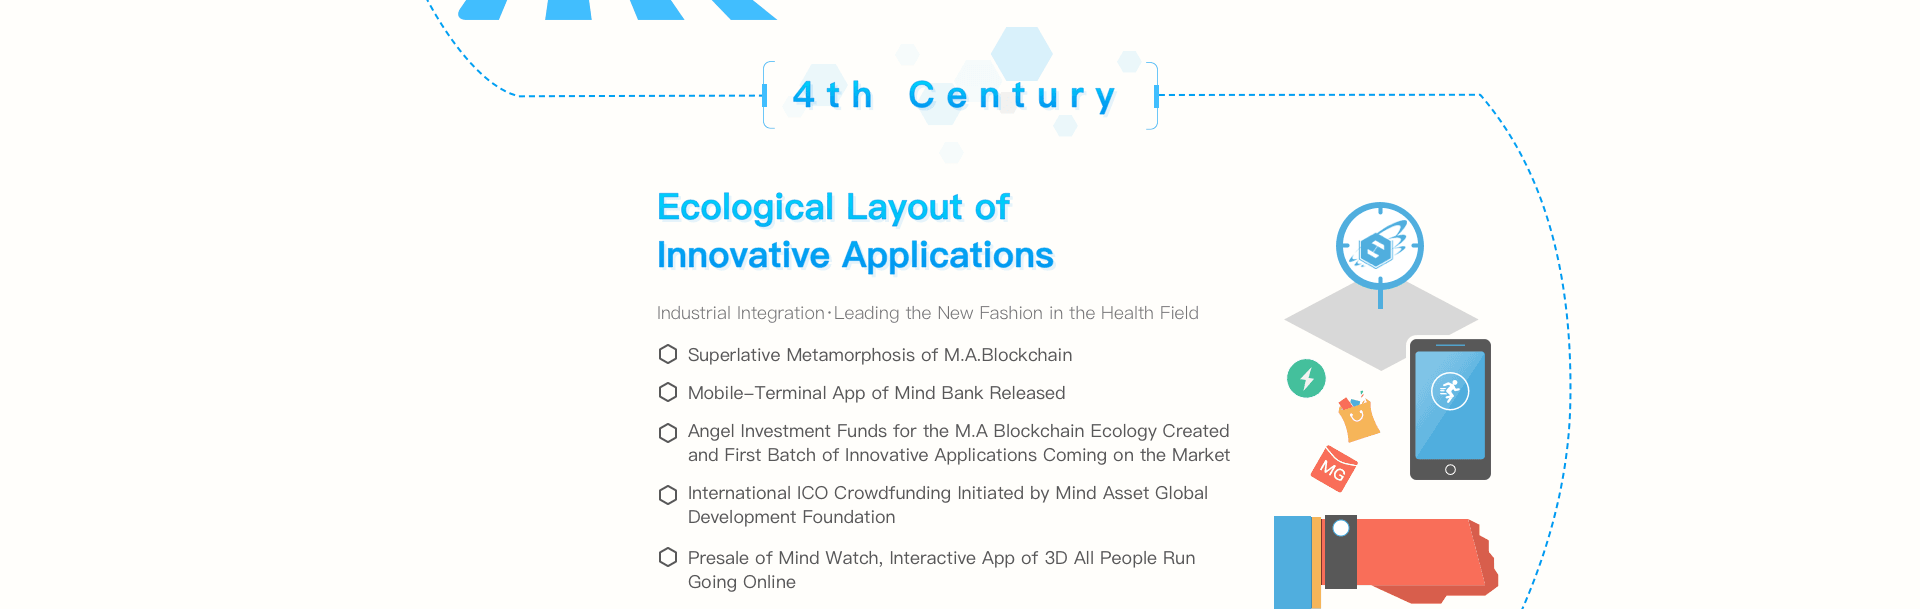 4th Century
Ecological Layout of
Innovative Applications
Industrial Integration·Leading the New Fashion in the Health Field
Superlative Metamorphosis of M.A.Blockchain
Mobile-Terminal App of Mind Bank Released
Angel Investment Funds for the M.A Blockchain Ecology Created
and First Batch of Innovative Applications Coming on the Market
International ICO Crowdfunding Initiated by Mind Asset Global
Development Foundation
Presale of Mind Watch, Interactive App of 3D All People Run
Going Online
MG